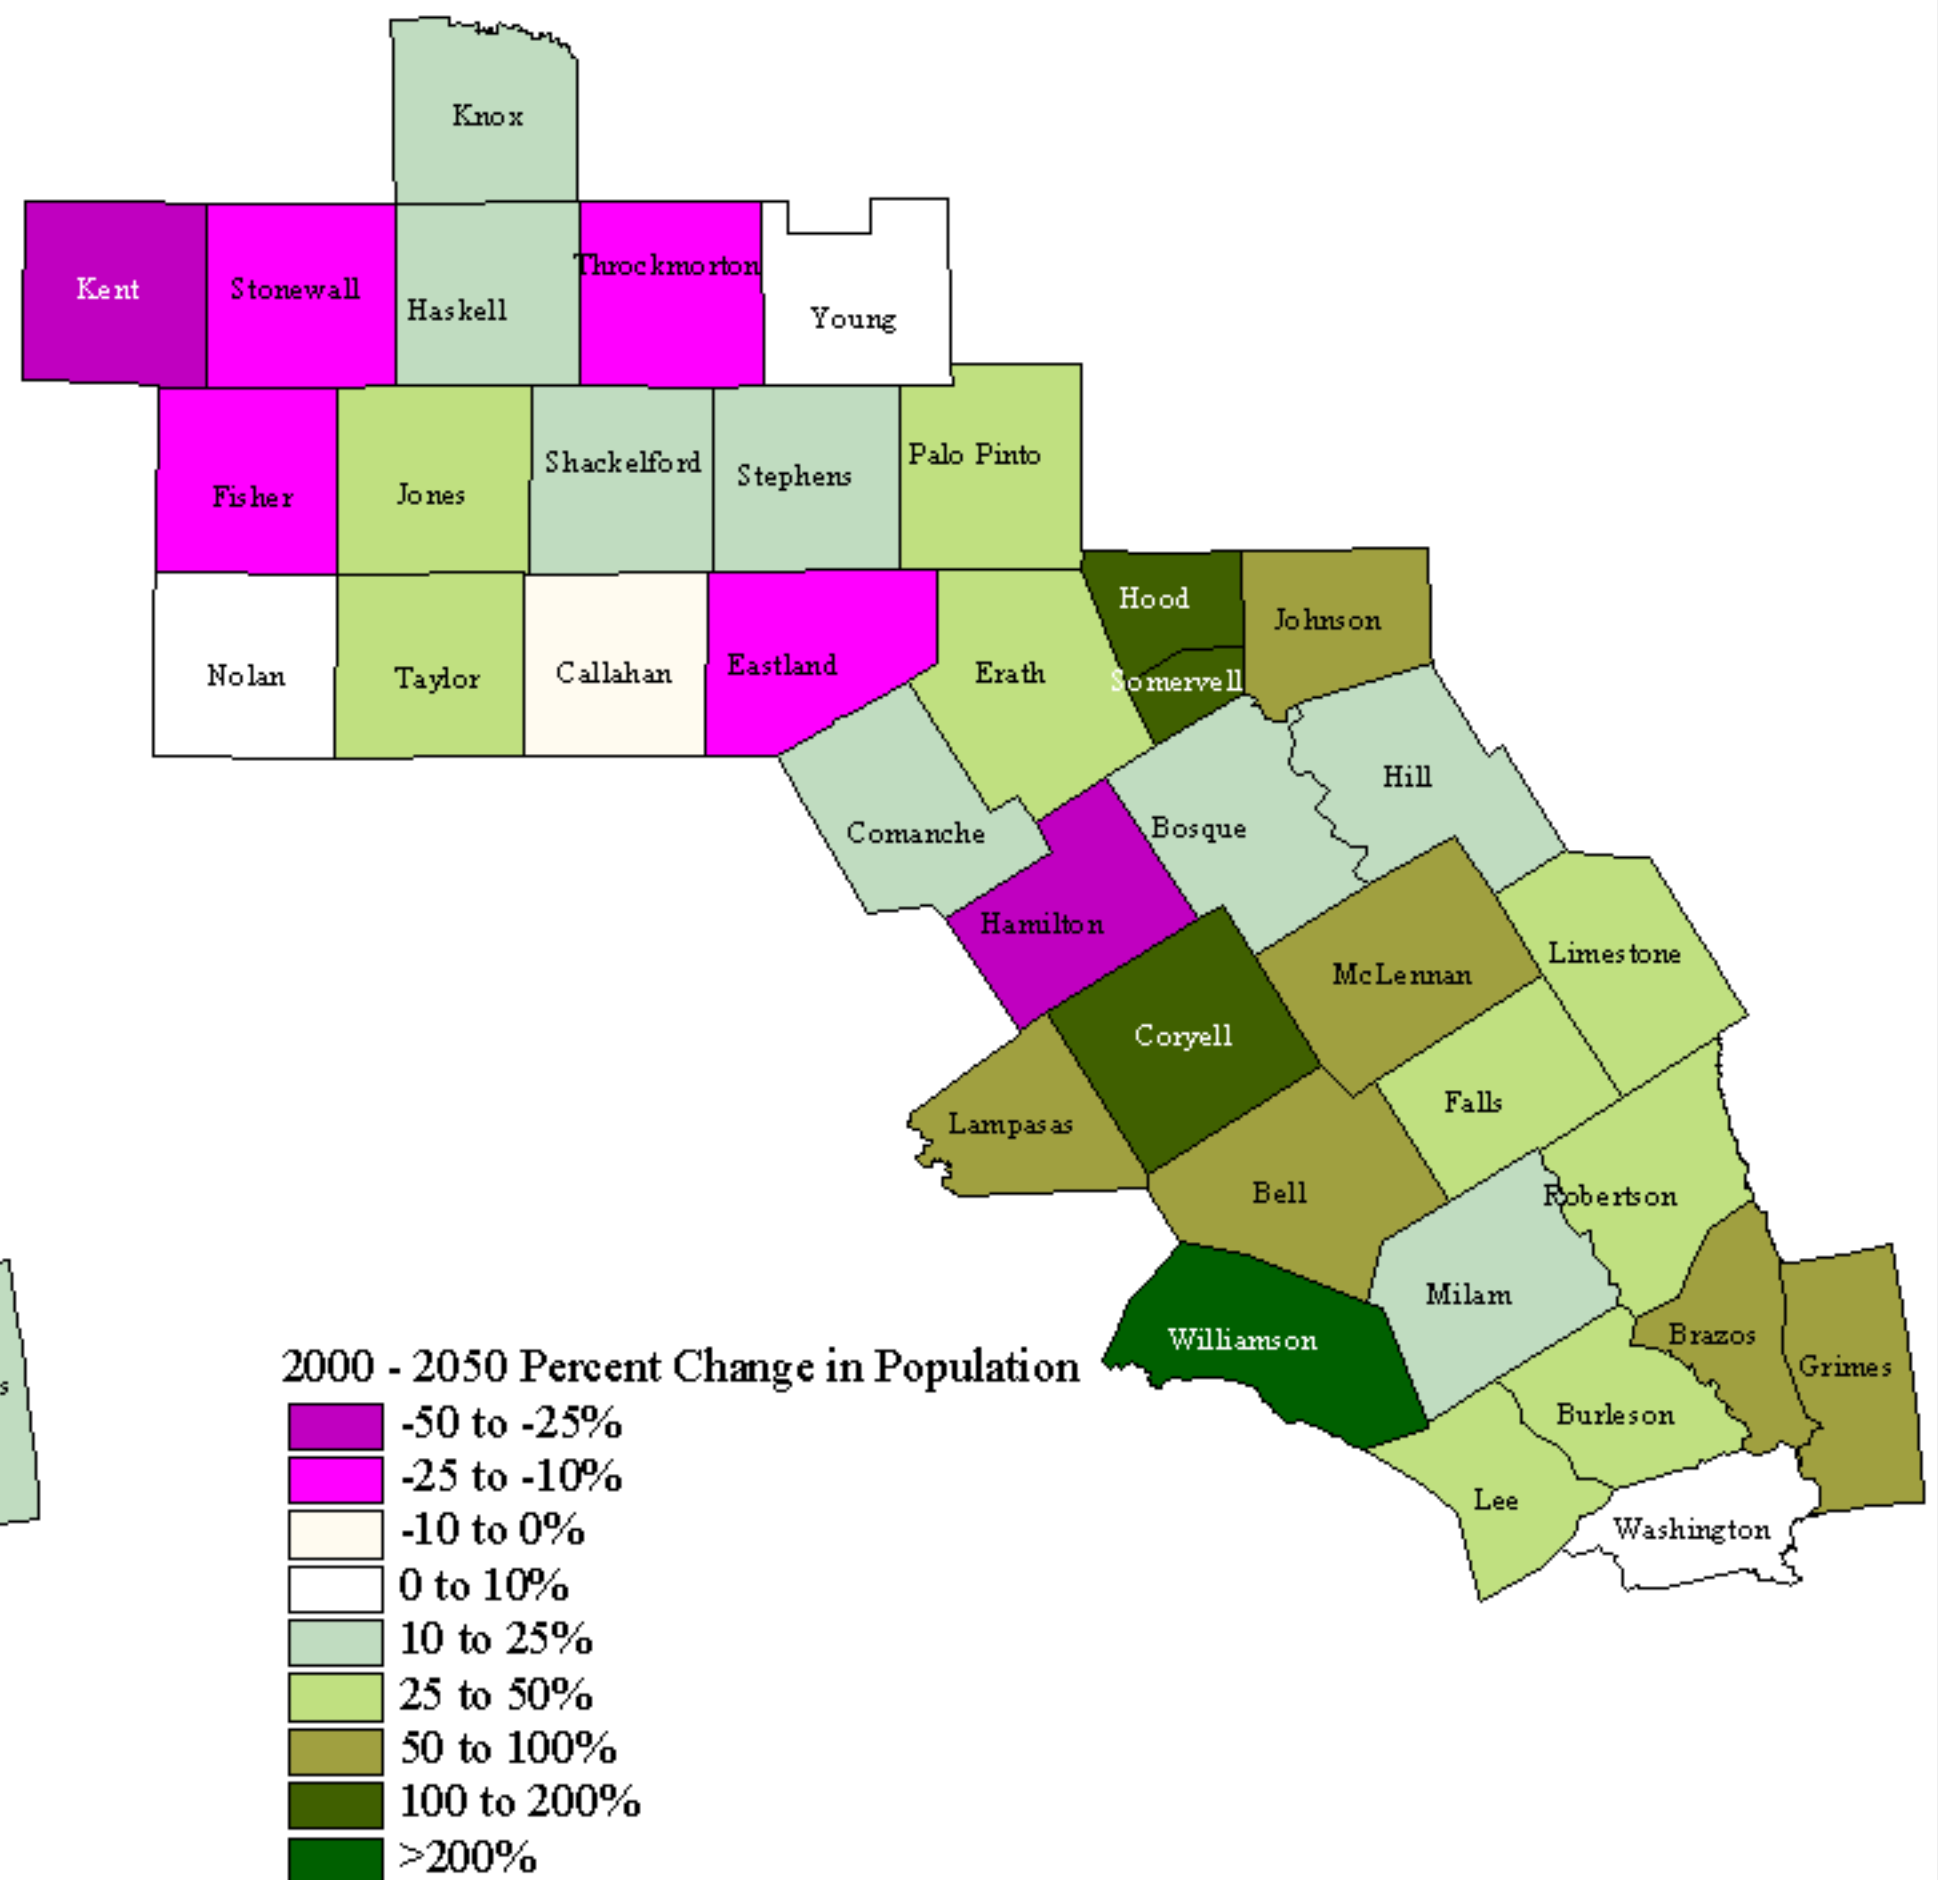 Knox
Kent
Stonewall
Haskell
Throckmorton
Young
Fisher
Jones
Shackelford
Stephens
Palo Pinto
Nolan
Taylor
Callahan
Eastland
Erath
Hood
Johnson
Somervell
Comanche
Bosque
Hill
Hamilton
McLennan
Limestone
Coryell
Lampasas
Falls
Bell
Robertson
Milam
Williamson
Brazos
Grimes
Burleson
Lee
Washington
s
2000 - 2050 Percent Change in Population
-50 to -25%
-25 to -10%
-10 to 0%
0 to 10%
10 to 25%
25 to 50%
50 to 100%
100 to 200%
>200%